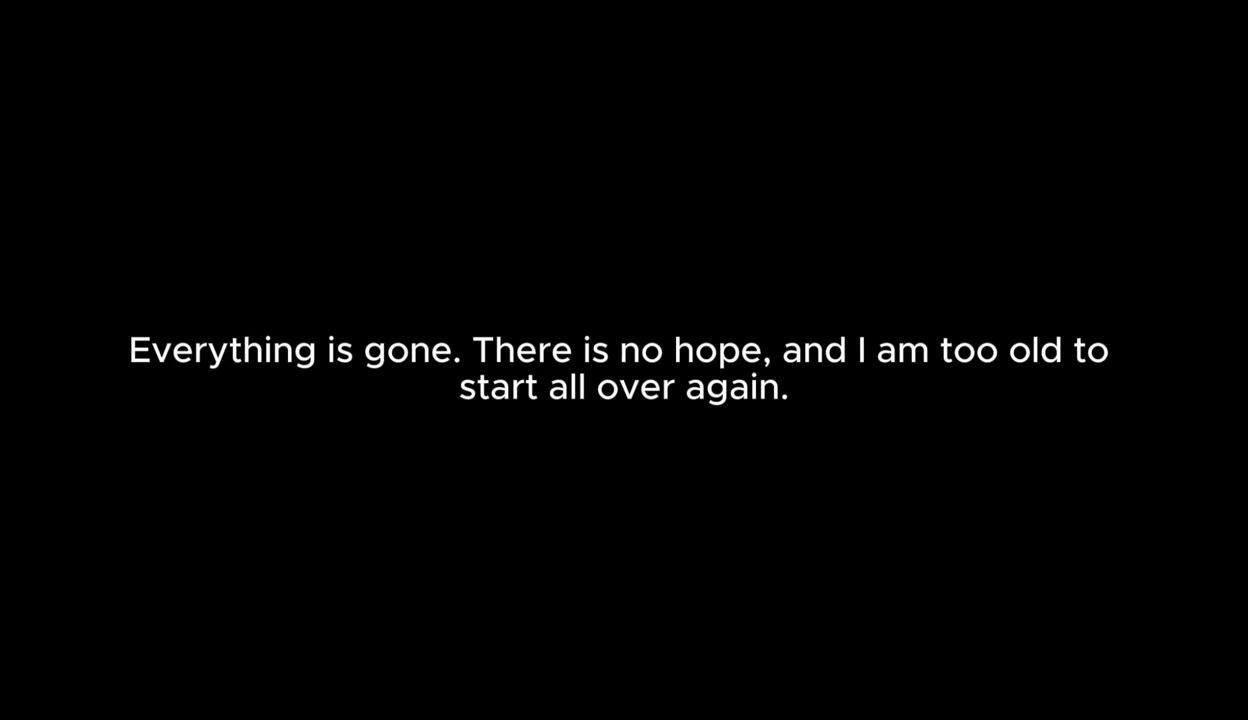 Everything is gone. There is no hope, and I am too old to
start all over again.